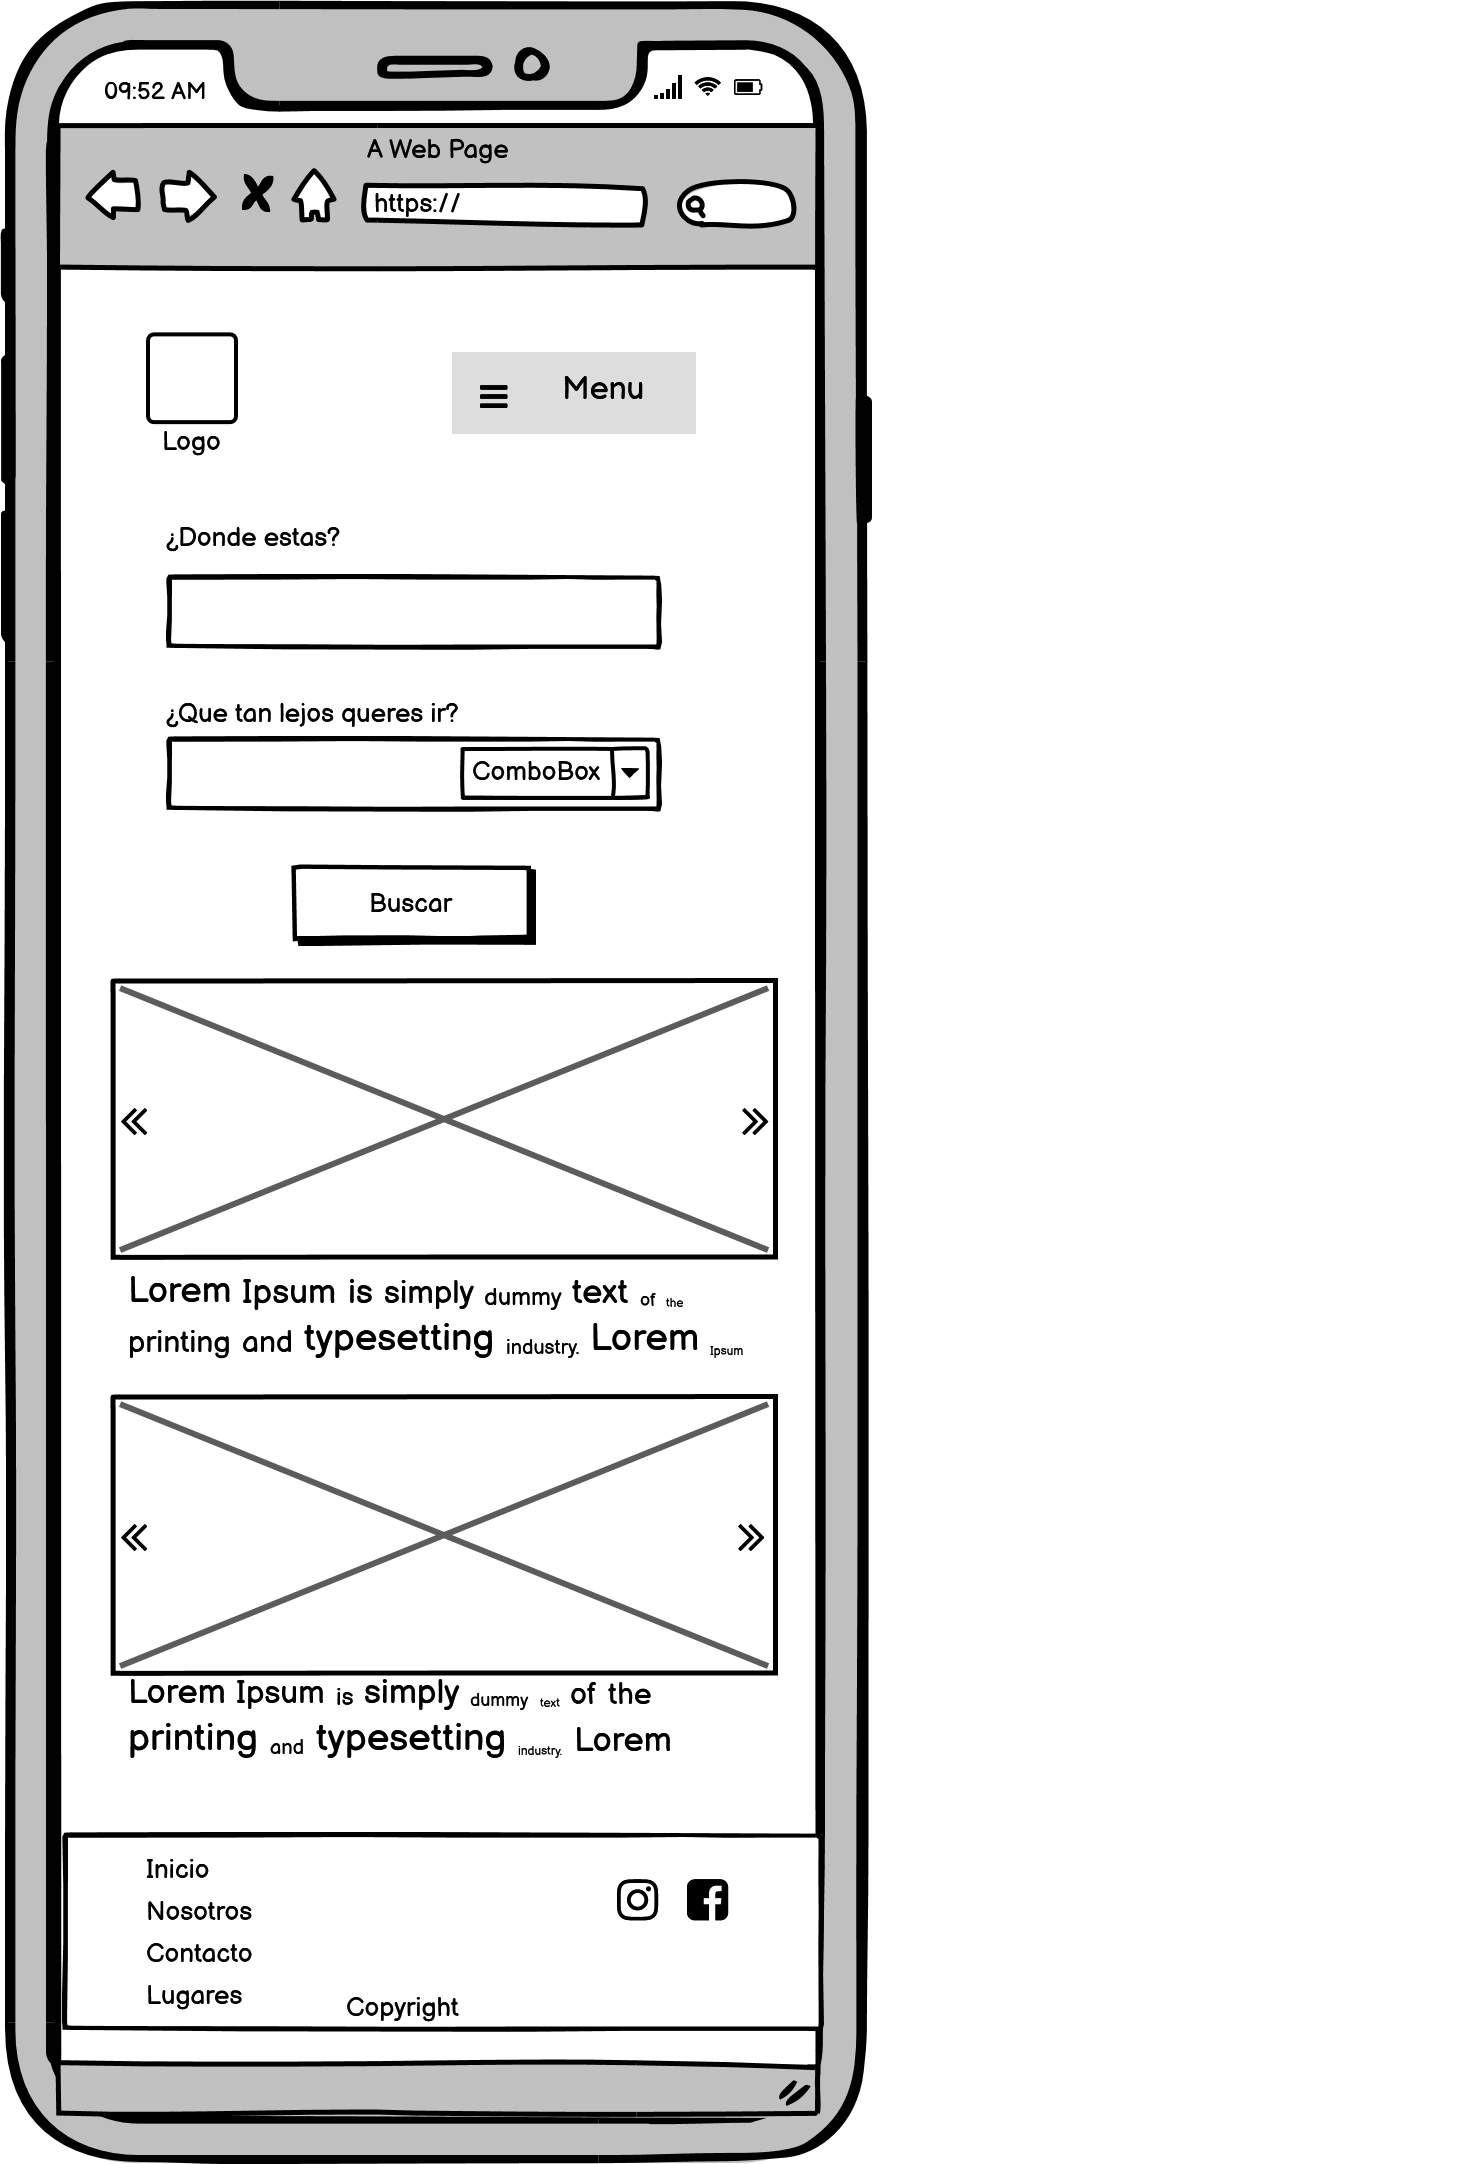 09:52 AM
A Web Page
https://
Menu
Logo
¿Donde estas?
¿Que tan lejos queres ir?
ComboBox
Buscar
Lorem Ipsum is simply dummy text of the
printing and typesetting industry. Lorem Ipsum
Lorem Ipsum is simply dummy text of the
printing and typesetting industry. Lorem
Inicio
Nosotros
Contacto
Lugares
Copyright